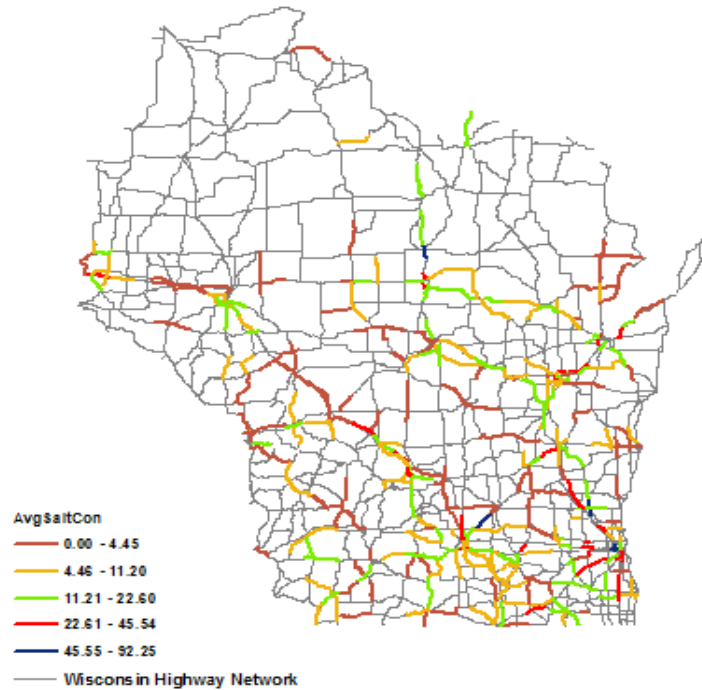 AvgSaltCon
0.00 - 4.45
4.46 - 11.20
11.21 - 22.60
22.61 - 45.54
45.55 - 92.25
Wisconsin Highway Network